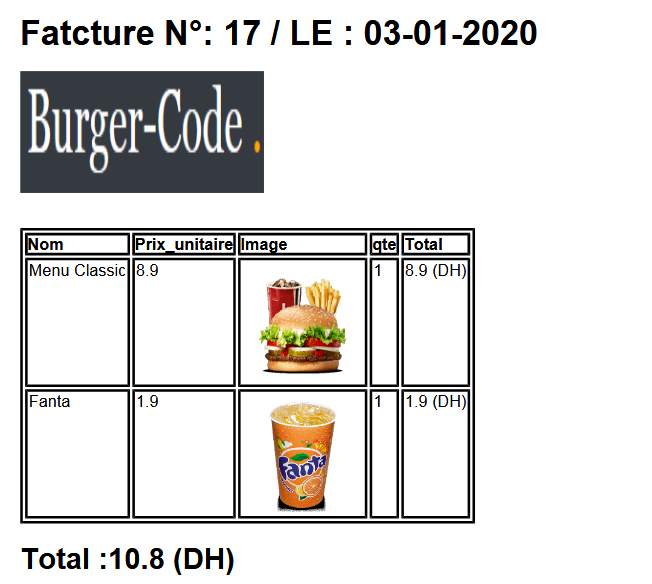 Fatcture N°: 17 / LE : 03-01-2020
Burger-Code .
Nom Prix_unitaire Image qte Total
Menu Classic 8.9 1 8.9 (DH)
Fanta 1.9 1 1.9 (DH)
Fanta
Total :10.8 (DH)